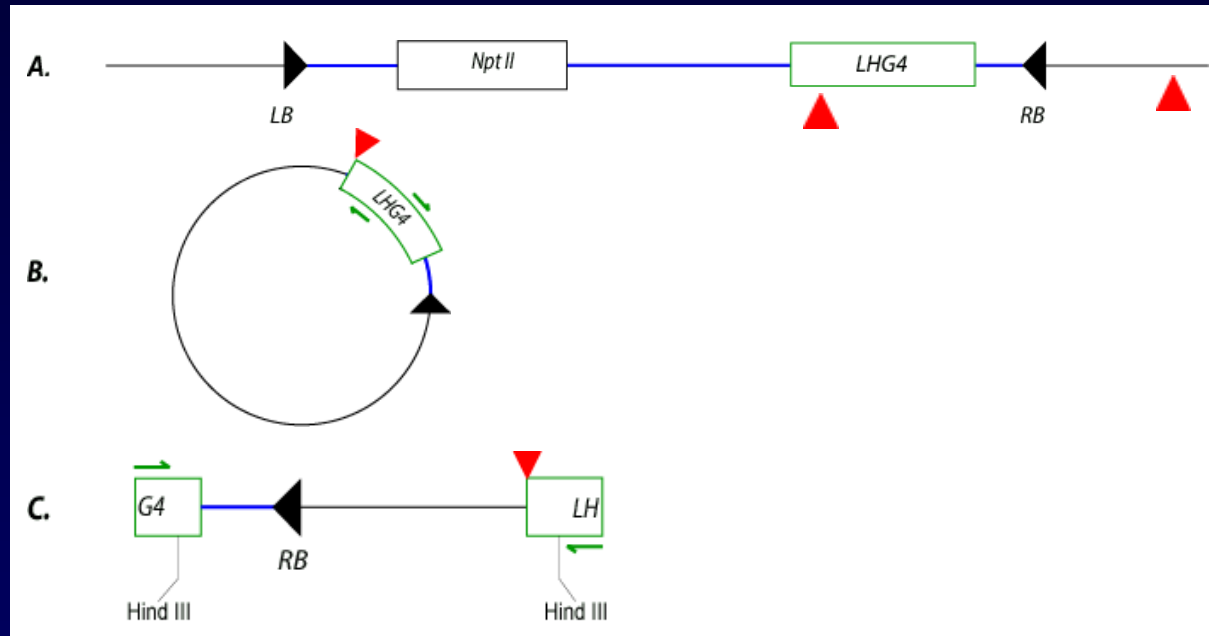 A.
Npt II
LHG4
LB
RB
B.
LHG4
C.
G4
LH
RB
Hind III
Hind III